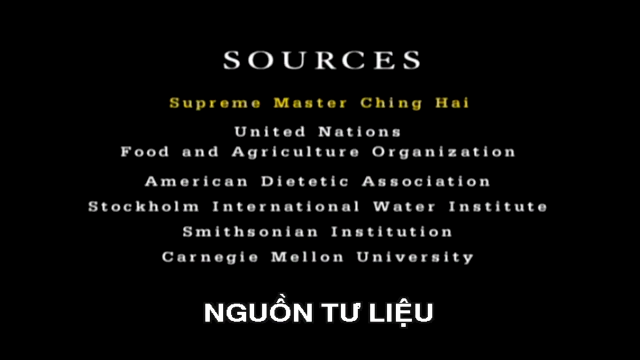 SOURCES
Supreme Master Ching Hai
United Nations
Food and Agriculture Organization
American Dietetic Association
Stockholm International Water Institute
Smithsonian Institution
Carnegie Mellon University
NGUỒN TƯ LIỆU